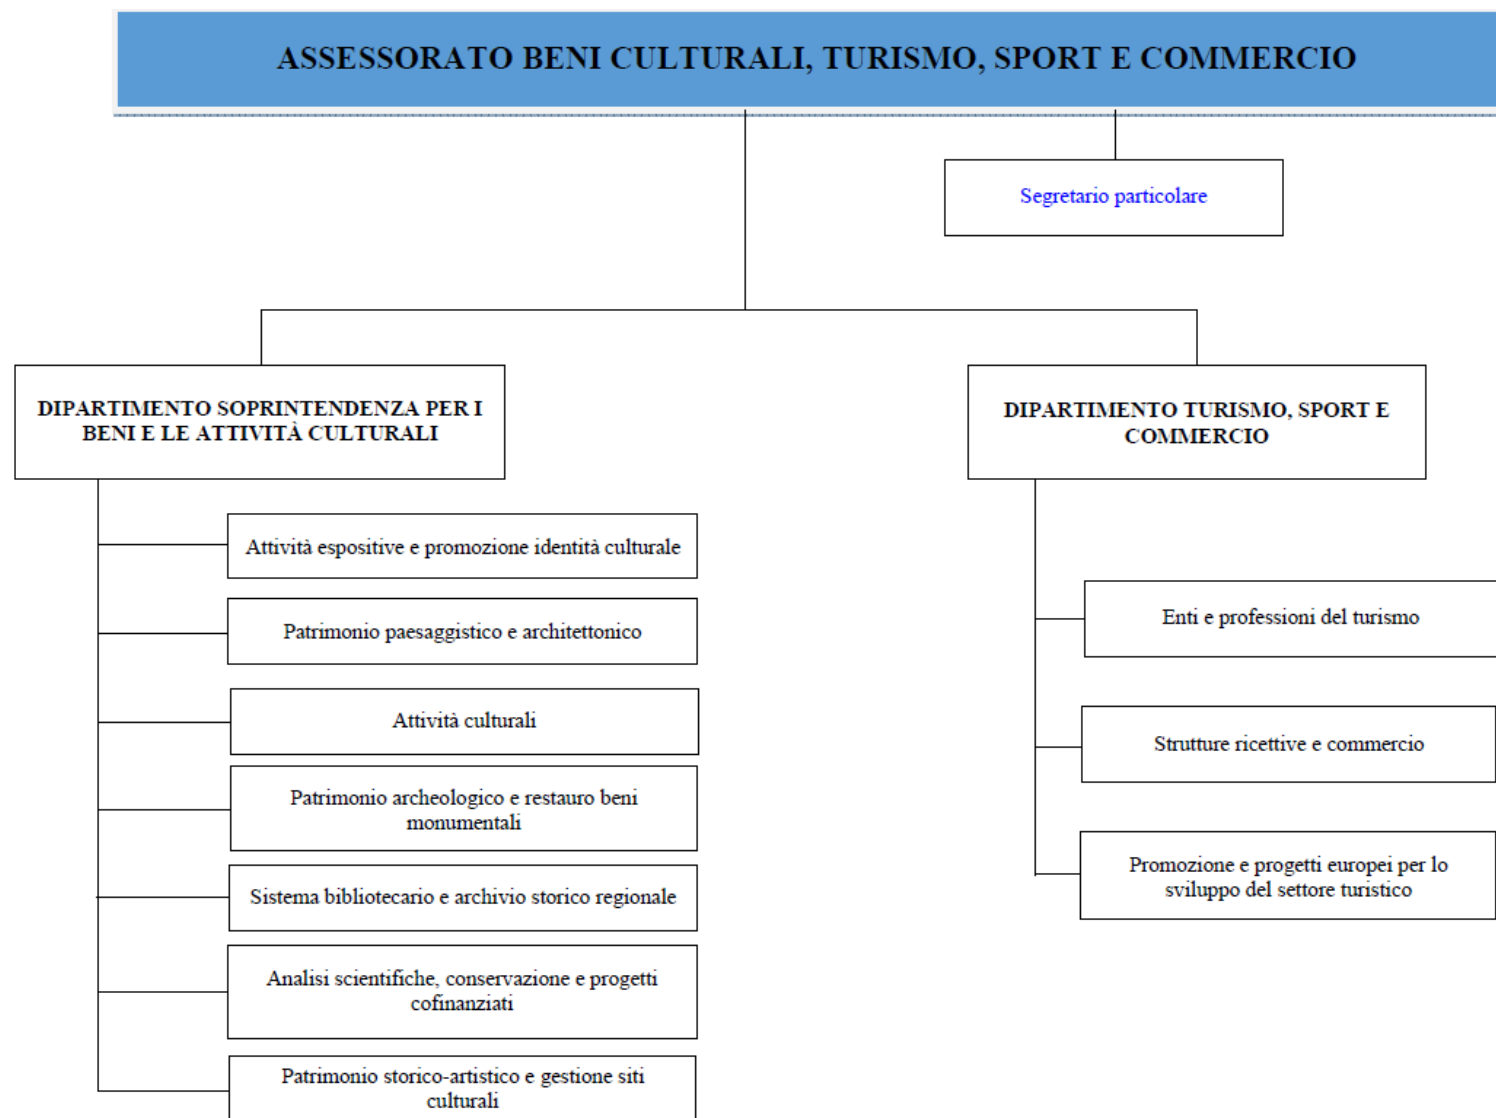 ASSESSORATO BENI CULTURALI, TURISMO, SPORT E COMMERCIO
Segretario particolare
DIPARTIMENTO SOPRINTENDENZA PER I
BENI E LE ATTIVITÀ CULTURALI
Attività espositive e promozione identità culturale
Patrimonio paesaggistico e architettonico
Attività culturali
Patrimonio archeologico e restauro beni
monumentali
Sistema bibliotecario e archivio storico regionale
Analisi scientifiche, conservazione e progetti
cofinanziati
Patrimonio storico-artistico e gestione siti
culturali
DIPARTIMENTO TURISMO, SPORT E
COMMERCIO
Enti e professioni del turismo
Strutture ricettive e commercio
Promozione e progetti europei per lo
sviluppo del settore turistico